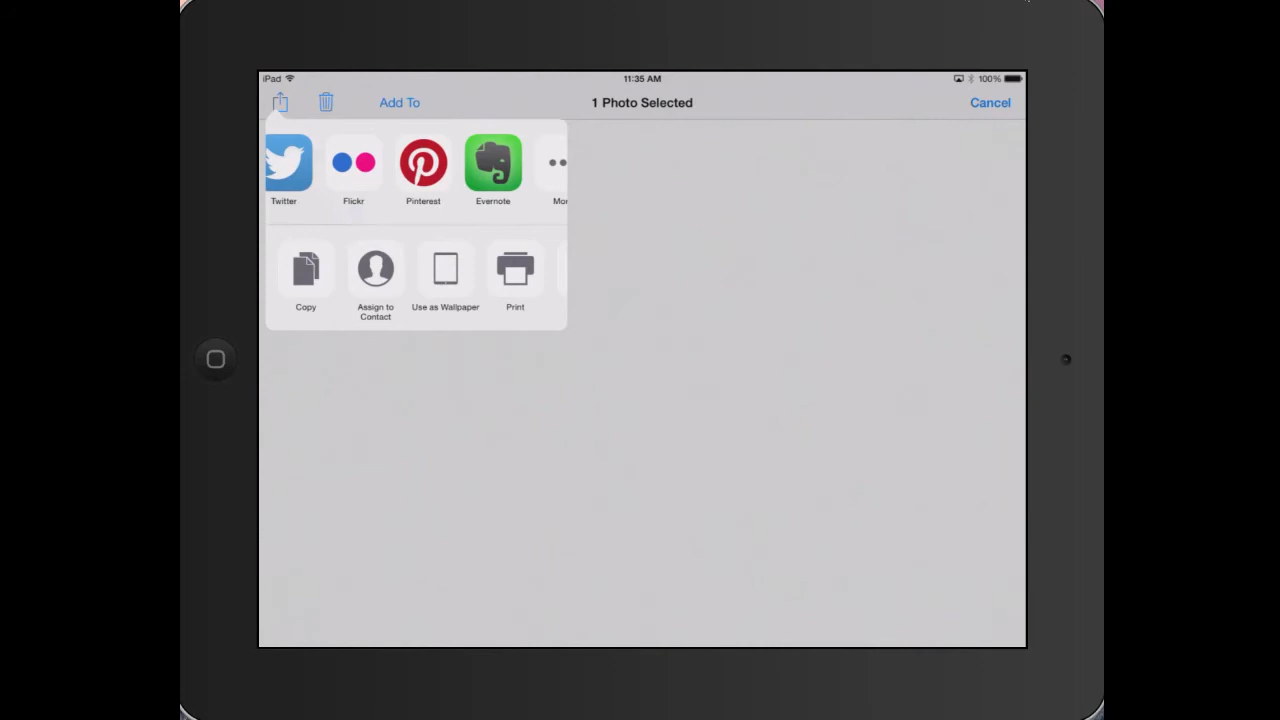 iPad 11:35 AM 100%
Add To 1 Photo Selected Cancel
Twitter Flickr Pinterest Evernote Mor
Copy Assign to Contact Use as Wallpaper Print